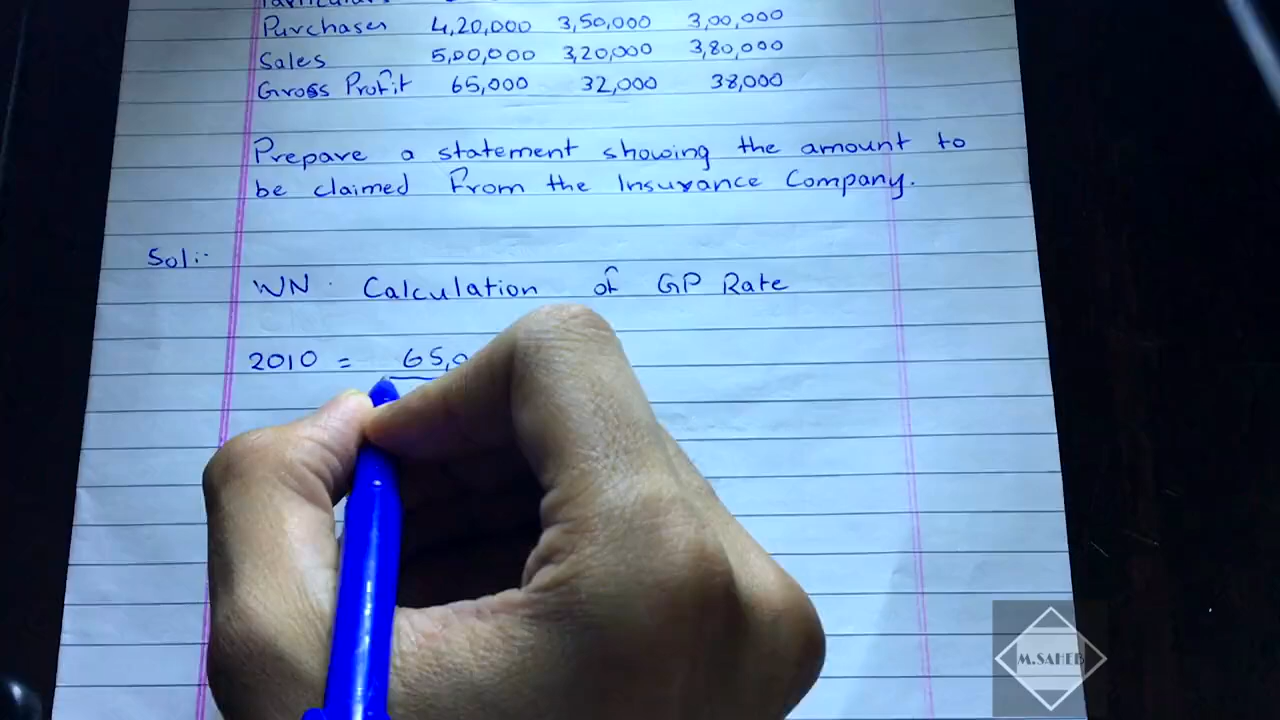 Purchases 4,20,000 3,50,000 3,00,000
Sales 5,00,000 3,20,000 3,80,000
Gross Profit 65,000 32,000 38,000
Prepare a statement showing the amount to
be claimed From the Insurance Company.
Sol:-
WN. Calculation of GP Rate
2010 = 65,0
M.SAHEB